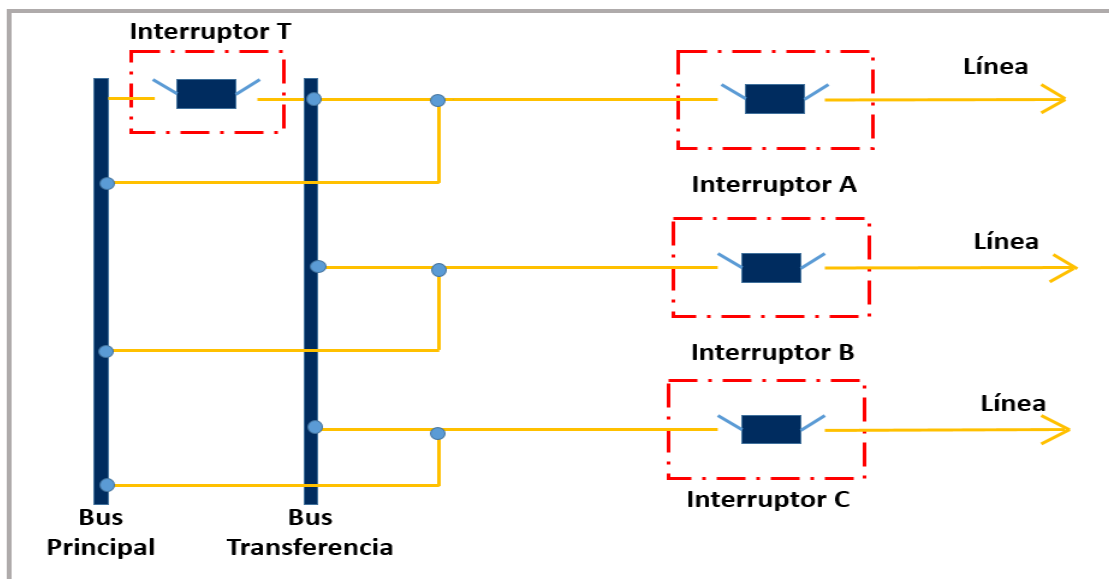 Interruptor T
Línea
Interruptor A
Línea
Interruptor B
Línea
Interruptor C
Bus
Principal
Bus
Transferencia